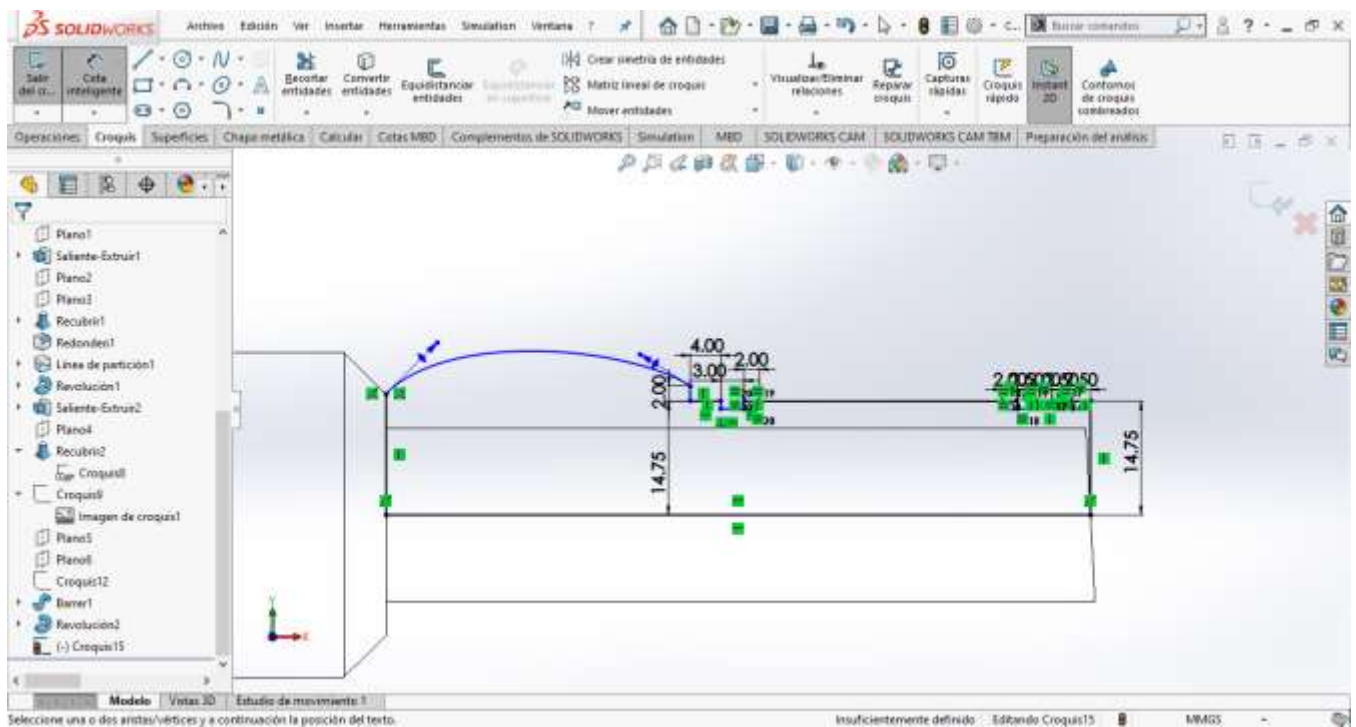 SOLIDWORKS Archivo Edición Ver Insertar Herramientas Simulation Ventana ? Buscar comandos
Salir del cr...
Cota inteligente
Recortar entidades
Convertir entidades
Equidistanciar entidades
Crear simetría de entidades
Matriz lineal de croquis
Mover entidades
Visualizar/Eliminar relaciones
Reparar croquis
Capturas rápidas
Croquis rápido
Instant 2D
Contornos de croquis sombreados
Operaciones Croquis Superficies Chapa metálica Calcular Cotas MBD Complementos de SOLIDWORKS Simulation MBD SOLIDWORKS CAM SOLIDWORKS CAM TBM Preparación del análisis
Plano1
Saliente-Extruir1
Plano2
Plano3
Recubrir1
Redondeo1
Línea de partición1
Revolución1
Saliente-Extruir2
Plano4
Recubrir2
Croquis8
Croquis9
Imagen de croquis1
Plano5
Plano6
Croquis12
Barrer1
Revolución2
(-) Croquis15
4.00
3.00
2.00
2.00
14.75
14.75
Y
X
Modelo Vistas 3D Estudio de movimiento 1
Seleccione una o dos aristas/vértices y a continuación la posición del texto.
Insuficientemente definido Editando Croquis15 MMGS